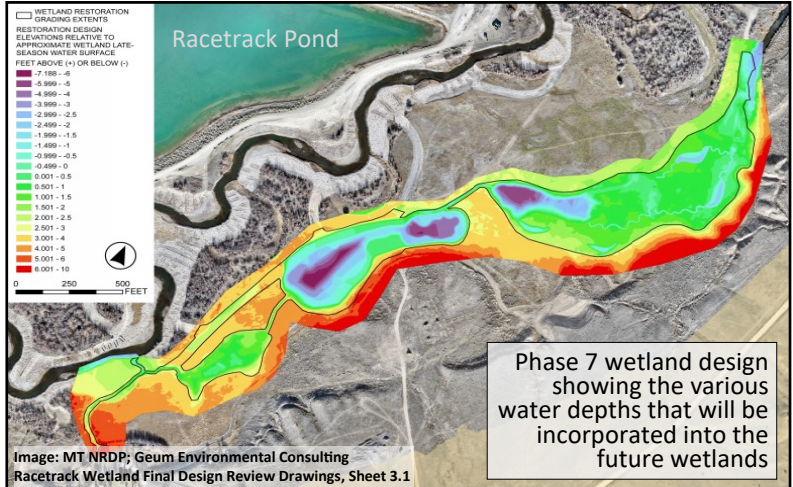 WETLAND RESTORATION
GRADING EXTENTS
RESTORATION DESIGN
ELEVATIONS RELATIVE TO
APPROXIMATE WETLAND LATE-
SEASON WATER SURFACE
FEET ABOVE (+) OR BELOW (-)
-7.188 - -6
-5.999 - -5
-4.999 - -4
-3.999 - -3
-2.999 - -2.5
-2.499 - -2
-1.999 - -1.5
-1.499 - -1
-0.999 - -0.5
-0.499 - 0
0.001 - 0.5
0.501 - 1
1.001 - 1.5
1.501 - 2
2.001 - 2.5
2.501 - 3
3.001 - 4
4.001 - 5
5.001 - 6
6.001 - 10
0 250 500
FEET
Racetrack Pond
Phase 7 wetland design
showing the various
water depths that will be
incorporated into the
future wetlands
Image: MT NRDP; Geum Environmental Consulting
Racetrack Wetland Final Design Review Drawings, Sheet 3.1